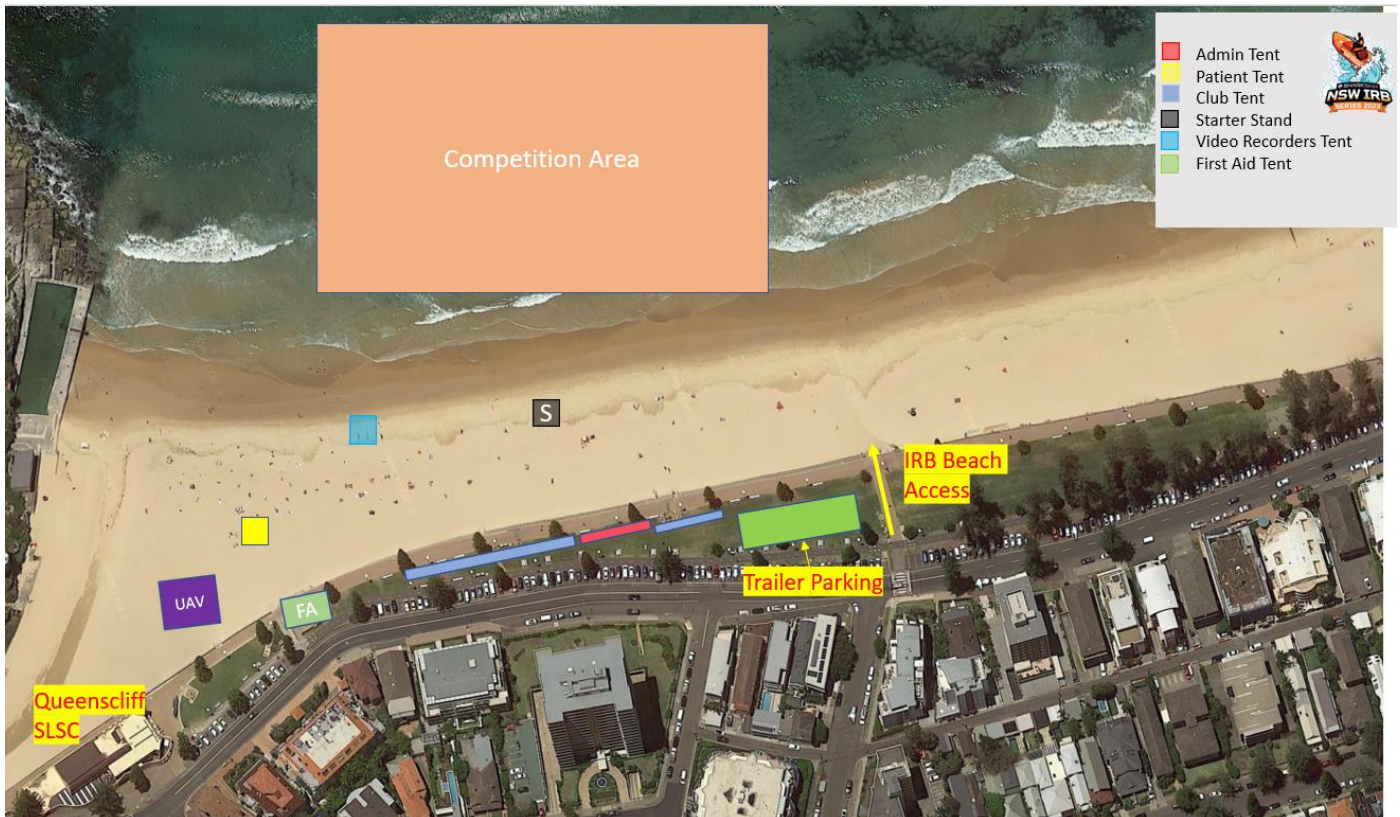 Competition Area
Admin Tent
Patient Tent
Club Tent
Starter Stand
Video Recorders Tent
First Aid Tent
NSW IRB
SERIES 2023
S
IRB Beach
Access
Trailer Parking
UAV
FA
Queenscliff
SLSC